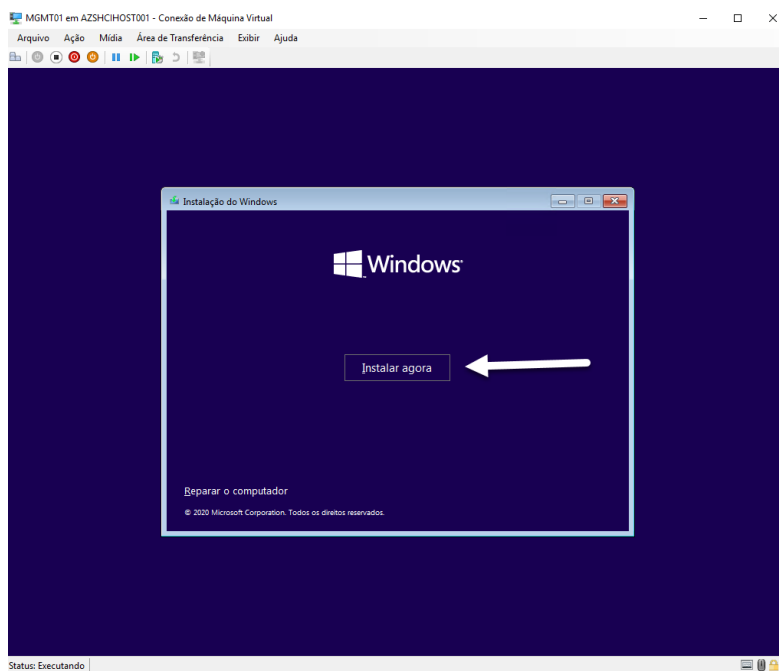 MGMT01 em AZSHCIHOST001 - Conexão de Máquina Virtual
Arquivo Ação Mídia Área de Transferência Exibir Ajuda
Instalação do Windows
Windows
Instalar agora
Reparar o computador
© 2020 Microsoft Corporation. Todos os direitos reservados.
Status: Executando